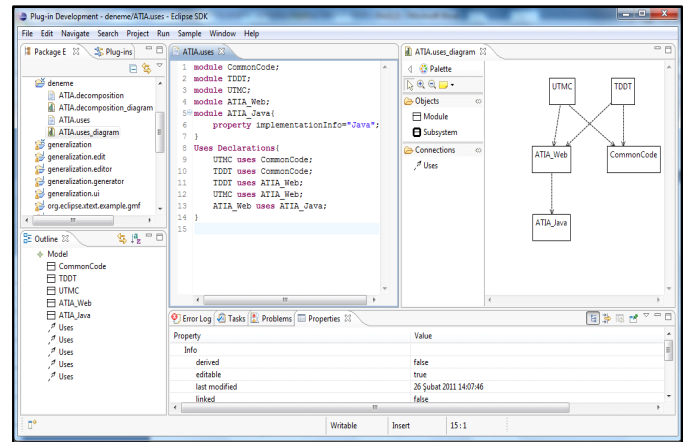 Plug-in Development - deneme/ATIA.uses - Eclipse SDK
File Edit Navigate Search Project Run Sample Window Help
Package E Plug-ins
deneme
ATIA.decomposition
ATIA.decomposition_diagram
ATIA.uses
ATIA.uses_diagram
generalization
generalization.edit
generalization.editor
generalization.generator
generalization.ui
org.eclipse.xtext.example.gmf
Outline
Model
CommonCode
TDDT
UTMC
ATIA_Web
ATIA_Java
Uses
Uses
Uses
Uses
Uses
ATIA.uses
1 module CommonCode;
2 module TDDT;
3 module UTMC;
4 module ATIA_Web;
5 module ATIA_Java{
6 property implementationInfo="Java";
7 }
8 Uses Declarations{
9 UTMC uses CommonCode;
10 TDDT uses CommonCode;
11 TDDT uses ATIA_Web;
12 UTMC uses ATIA_Web;
13 ATIA_Web uses ATIA_Java;
14 }
15
ATIA.uses_diagram
Palette
Objects
Module
Subsystem
Connections
Uses
UTMC TDDT
ATIA_Web CommonCode
ATIA_Java
Error Log Tasks Problems Properties
Property Value
Info
derived false
editable true
last modified 26 Şubat 2011 14:07:46
linked false
Writable Insert 15:1